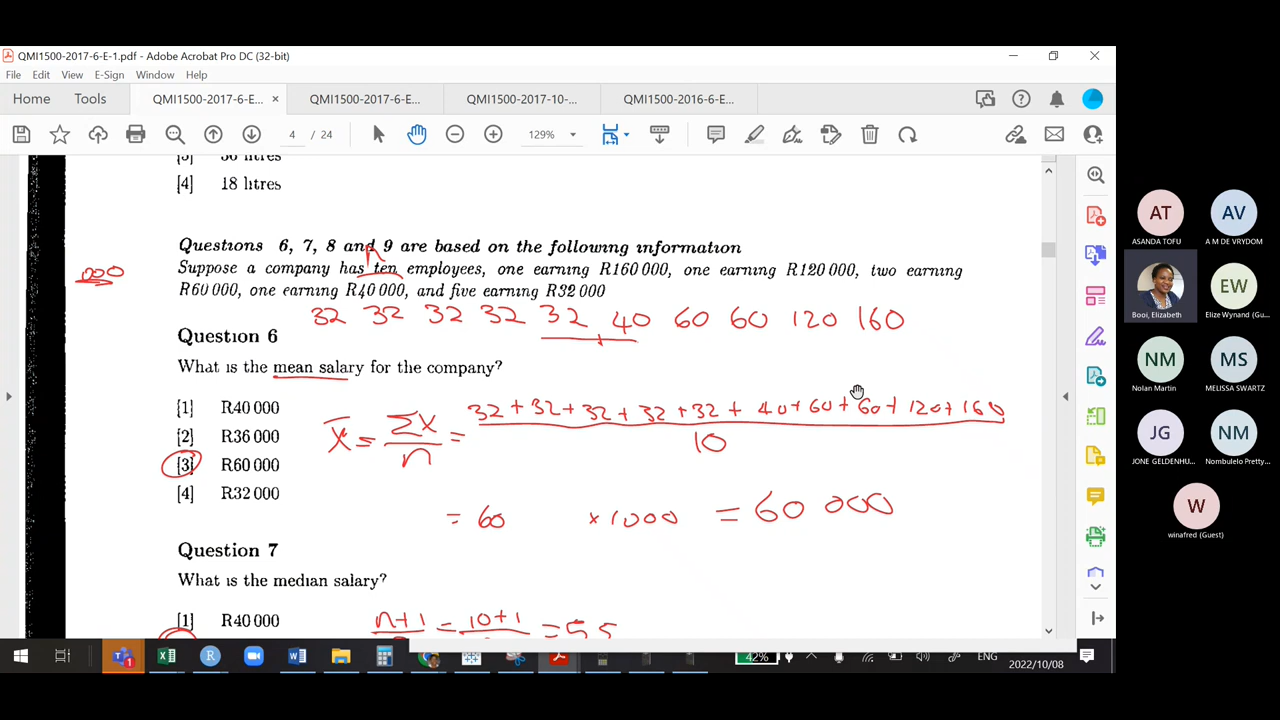 QMI1500-2017-6-E-1.pdf - Adobe Acrobat Pro DC (32-bit)
File Edit View E-Sign Window Help
Home Tools QMI1500-2017-6-E... × QMI1500-2017-6-E... QMI1500-2017-10-... QMI1500-2016-6-E...
4 / 24 129%
[4] 18 litres
Questions 6, 7, 8 and 9 are based on the following information
n
Suppose a company has ten employees, one earning R160 000, one earning R120 000, two earning
R60 000, one earning R40 000, and five earning R32 000
32 32 32 32 32 40 60 60 120 160
Question 6
What is the mean salary for the company?
[1] R40 000
[2] R36 000
[3] R60 000
[4] R32 000
x̄ = Σx / n = 32 + 32 + 32 + 32 + 32 + 40 + 60 + 60 + 120 + 160 / 10
= 60 × 1000 = 60 000
Question 7
What is the median salary?
[1] R40 000
n+1 = 10+1 = 5.5
AT
ASANDA TOFU
AV
A M DE VRYDOM
Booi, Elizabeth
EW
Elize Wynand (Gu...
NM
Nolan Martin
MS
MELISSA SWARTZ
JG
JONE GELDENHU...
NM
Nombulelo Pretty...
W
winafred (Guest)
42% ENG 2022/10/08